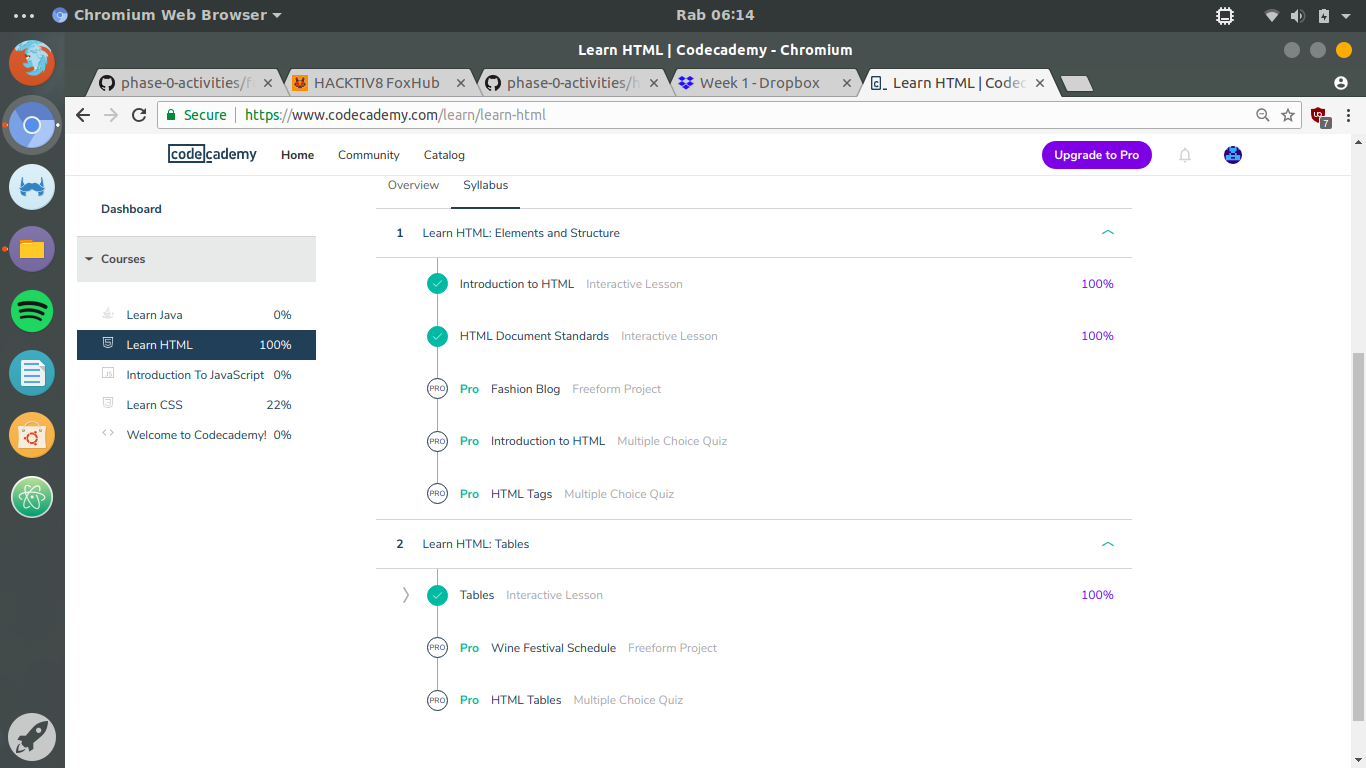 Chromium Web Browser
Rab 06:14
Learn HTML | Codecademy - Chromium
phase-0-activities/f
HACKTIV8 FoxHub
phase-0-activities/h
Week 1 - Dropbox
Learn HTML | Codec
Secure
https://www.codecademy.com/learn/learn-html
7
codecademy
Home
Community
Catalog
Upgrade to Pro
Overview
Syllabus
Dashboard
Courses
Learn Java 0%
Learn HTML 100%
Introduction To JavaScript 0%
Learn CSS 22%
Welcome to Codecademy! 0%
1 Learn HTML: Elements and Structure
Introduction to HTML Interactive Lesson 100%
HTML Document Standards Interactive Lesson 100%
PRO Pro Fashion Blog Freeform Project
PRO Pro Introduction to HTML Multiple Choice Quiz
PRO Pro HTML Tags Multiple Choice Quiz
2 Learn HTML: Tables
Tables Interactive Lesson 100%
PRO Pro Wine Festival Schedule Freeform Project
PRO Pro HTML Tables Multiple Choice Quiz